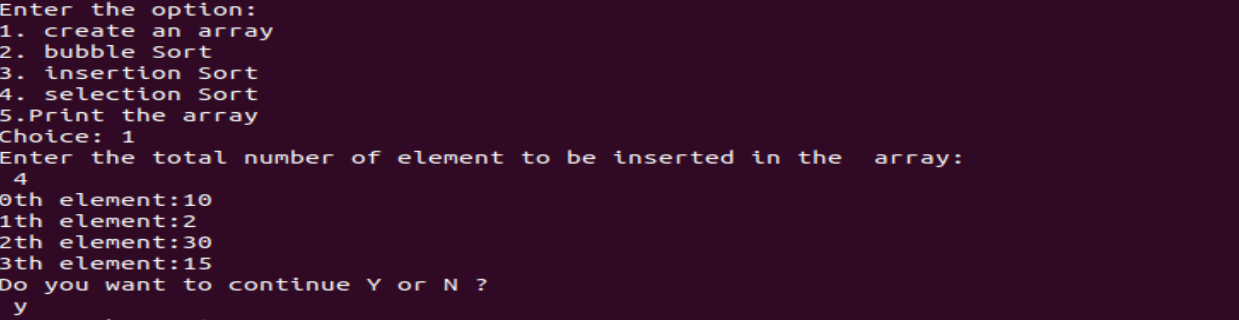 Enter the option:
1. create an array
2. bubble Sort
3. insertion Sort
4. selection Sort
5.Print the array
Choice: 1
Enter the total number of element to be inserted in the  array:
4
0th element:10
1th element:2
2th element:30
3th element:15
Do you want to continue Y or N ?
y